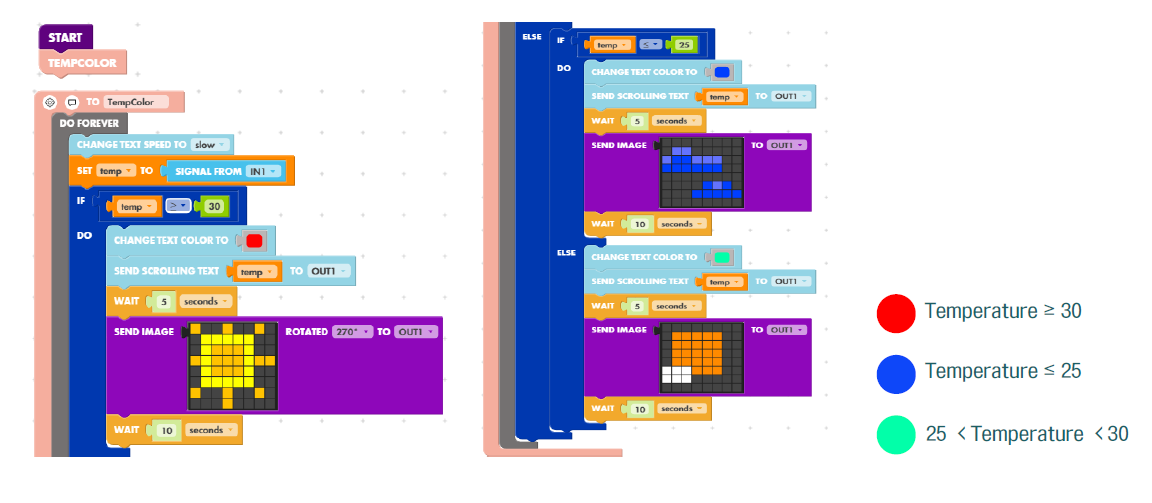 START
TEMPCOLOR
TO TempColor
DO FOREVER
CHANGE TEXT SPEED TO slow
SET temp TO SIGNAL FROM IN1
IF temp ≥ 30
DO
CHANGE TEXT COLOR TO
SEND SCROLLING TEXT temp TO OUT1
WAIT 5 seconds
SEND IMAGE ROTATED 270° TO OUT1
WAIT 10 seconds
ELSE IF temp ≤ 25
DO
CHANGE TEXT COLOR TO
SEND SCROLLING TEXT temp TO OUT1
WAIT 5 seconds
SEND IMAGE TO OUT1
WAIT 10 seconds
ELSE
CHANGE TEXT COLOR TO
SEND SCROLLING TEXT temp TO OUT1
WAIT 5 seconds
SEND IMAGE TO OUT1
WAIT 10 seconds
Temperature ≥ 30
Temperature ≤ 25
25 < Temperature < 30